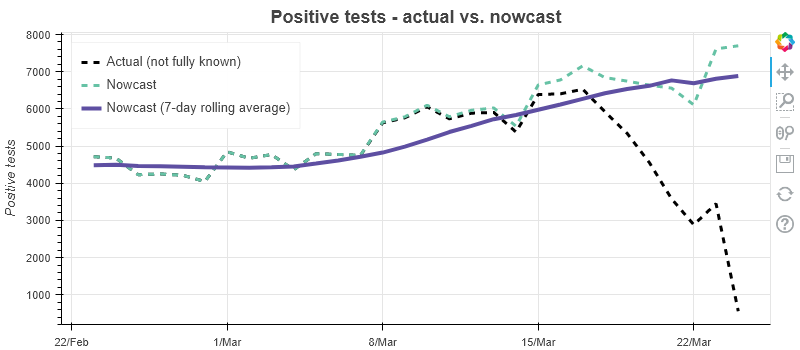 Positive tests - actual vs. nowcast
Actual (not fully known)
Nowcast
Nowcast (7-day rolling average)
Positive tests
8000
7000
6000
5000
4000
3000
2000
1000
22/Feb 1/Mar 8/Mar 15/Mar 22/Mar
?